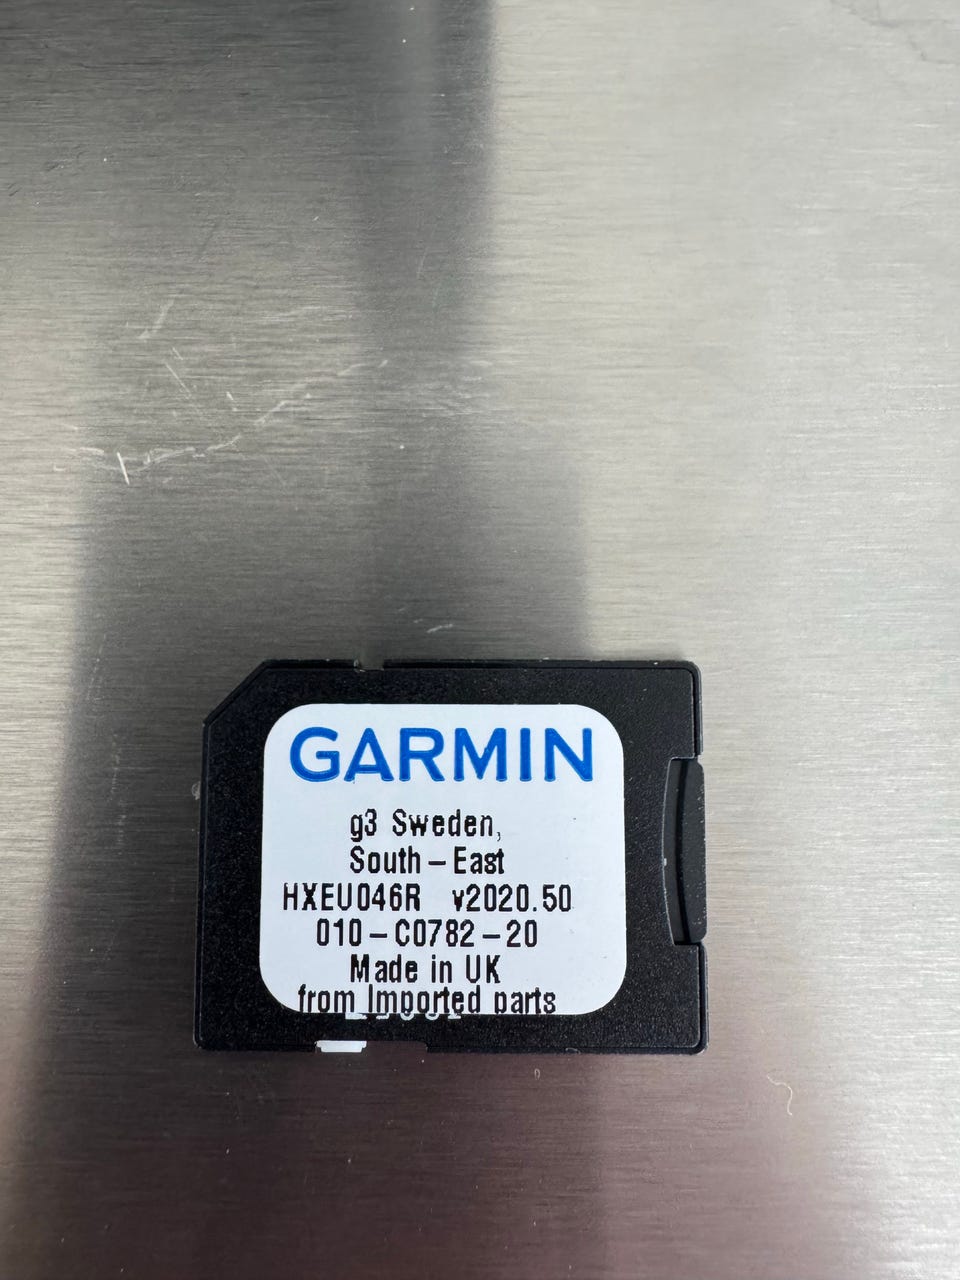 GARMIN
g3 Sweden,
South-East
HXEU046R v2020.50
010-C0782-20
Made in UK
from Imported parts